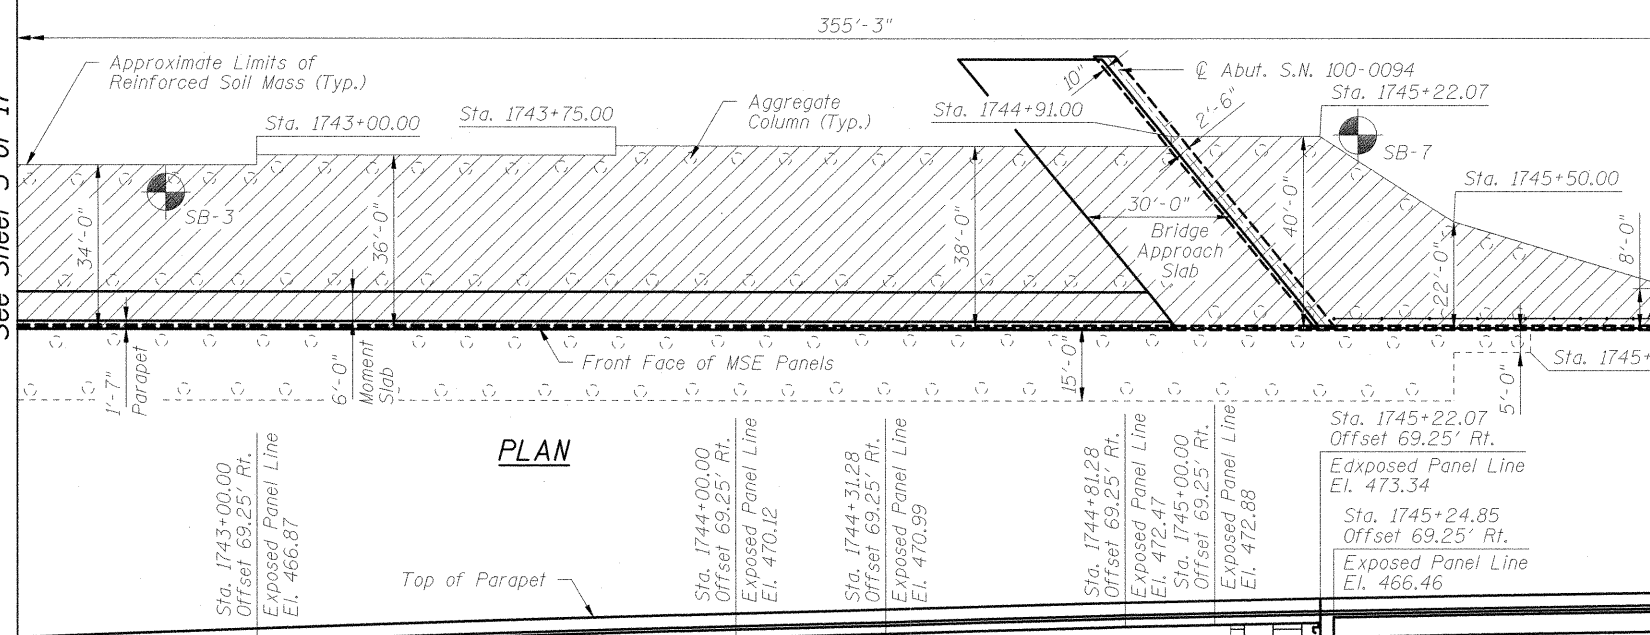 355'-3"
Approximate Limits of
Reinforced Soil Mass (Typ.)
Sta. 1743+00.00
Sta. 1743+75.00
Aggregate
Column (Typ.)
Sta. 1744+91.00
10"
℄ Abut. S.N. 100-0094
Sta. 1745+22.07
2'-6"
SB-7
Sta. 1745+50.00
SB-3
34'-0"
36'-0"
38'-0"
30'-0"
Bridge
Approach
Slab
40'-0"
22'-0"
8'-0"
1'-7"
Parapet
6'-0"
Moment
Slab
Front Face of MSE Panels
15'-0"
5'-0"
Sta. 1745+
PLAN
Sta. 1743+00.00
Offset 69.25' Rt.
Exposed Panel Line
El. 466.87
Sta. 1744+00.00
Offset 69.25' Rt.
Exposed Panel Line
El. 470.12
Sta. 1744+31.28
Offset 69.25' Rt.
Exposed Panel Line
El. 470.99
Sta. 1744+81.28
Offset 69.25' Rt.
Exposed Panel Line
El. 472.47
Sta. 1745+00.00
Offset 69.25' Rt.
Exposed Panel Line
El. 472.88
Sta. 1745+22.07
Offset 69.25' Rt.
Edxposed Panel Line
El. 473.34
Sta. 1745+24.85
Offset 69.25' Rt.
Exposed Panel Line
El. 466.46
Top of Parapet